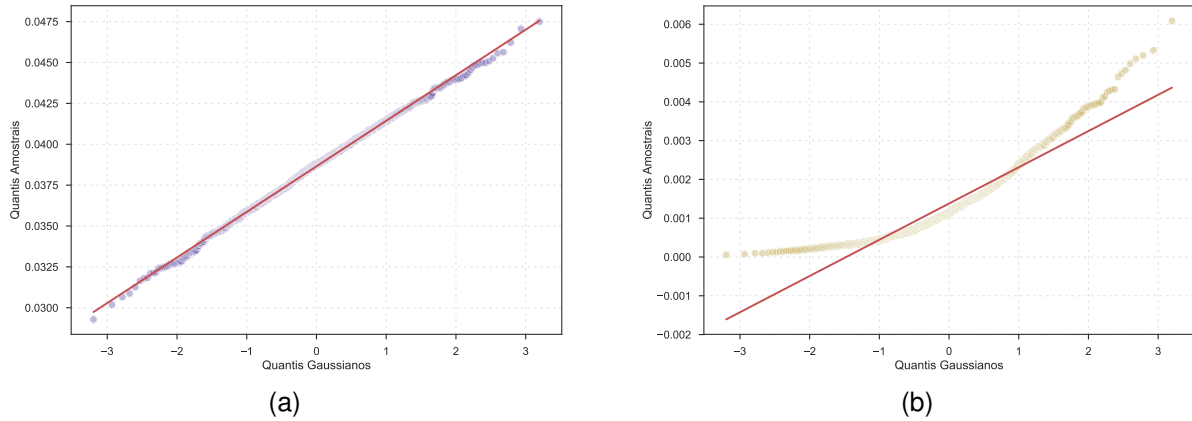 0.0475
0.0450
0.0425
0.0400
0.0375
0.0350
0.0325
0.0300
Quantis Amostrais
−3 −2 −1 0 1 2 3
Quantis Gaussianos
(a)
0.006
0.005
0.004
0.003
0.002
0.001
0.000
−0.001
−0.002
Quantis Amostrais
−3 −2 −1 0 1 2 3
Quantis Gaussianos
(b)